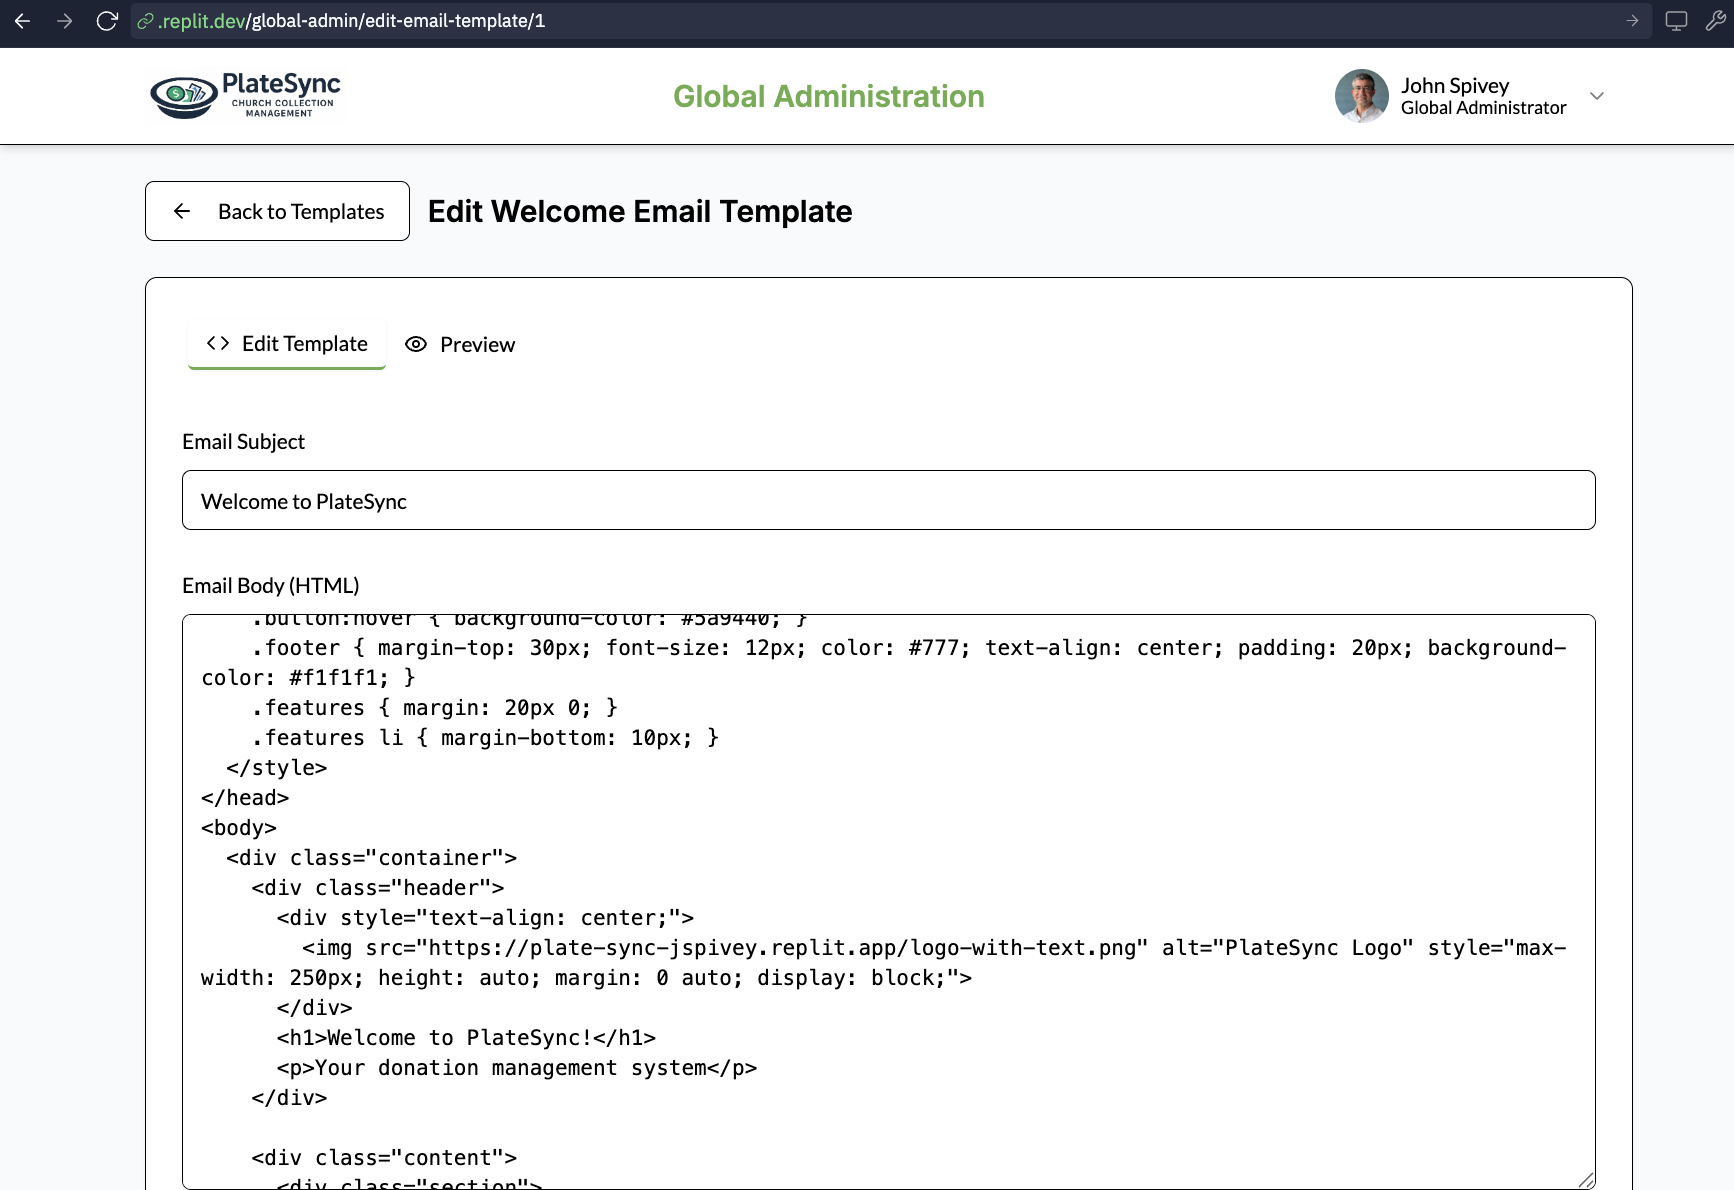 .replit.dev/global-admin/edit-email-template/1
PlateSync
CHURCH COLLECTION
MANAGEMENT
Global Administration
John Spivey
Global Administrator
Back to Templates
Edit Welcome Email Template
<> Edit Template
Preview
Email Subject
Welcome to PlateSync
Email Body (HTML)
.button:hover { background-color: #5a9440; }
.footer { margin-top: 30px; font-size: 12px; color: #777; text-align: center; padding: 20px; background-
color: #f1f1f1; }
.features { margin: 20px 0; }
.features li { margin-bottom: 10px; }
</style>
</head>
<body>
<div class="container">
<div class="header">
<div style="text-align: center;">
<img src="https://plate-sync-jspivey.replit.app/logo-with-text.png" alt="PlateSync Logo" style="max-
width: 250px; height: auto; margin: 0 auto; display: block;">
</div>
<h1>Welcome to PlateSync!</h1>
<p>Your donation management system</p>
</div>
<div class="content">
<div class="section">